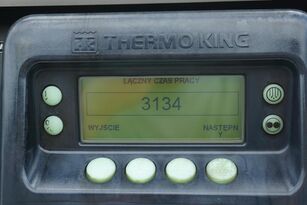 THERMO KING
ŁĄCZNY CZAS PRACY
3134
WYJŚCIE NASTĘPN
Y